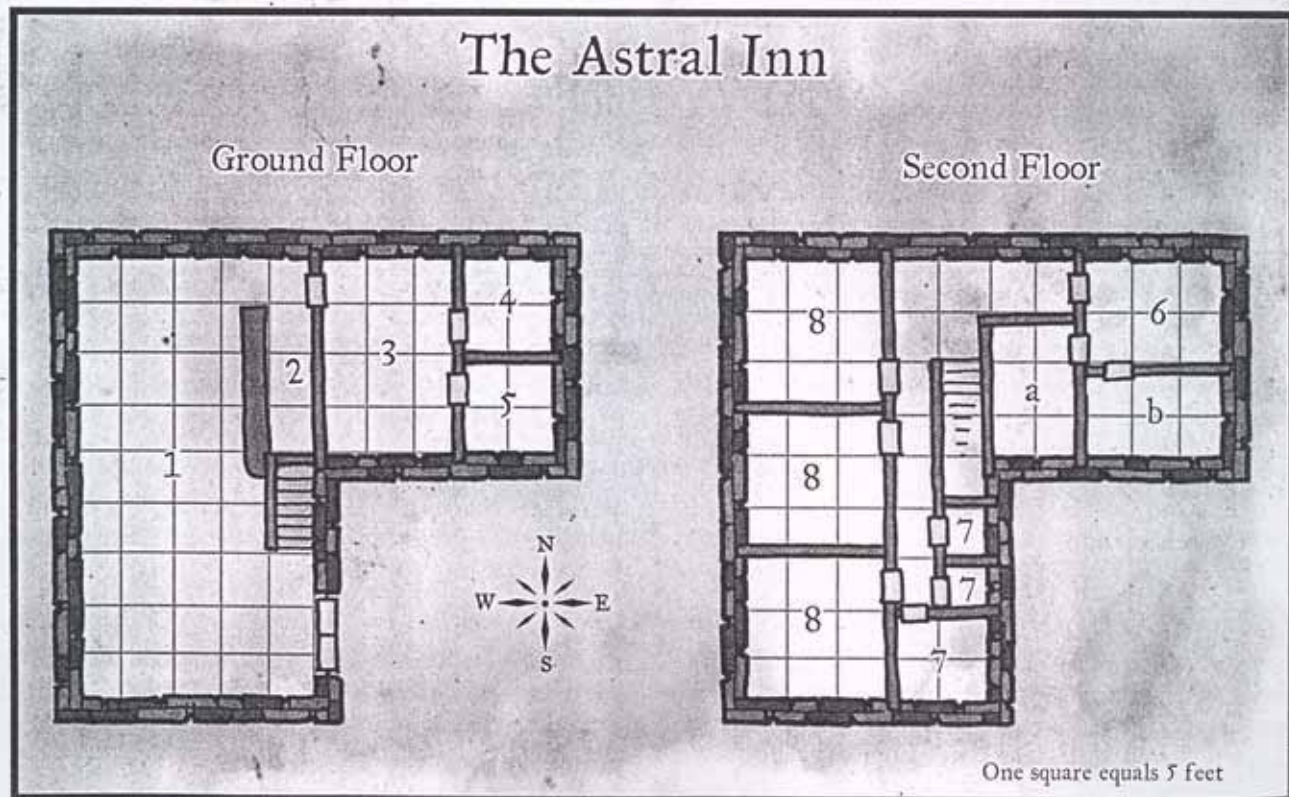 The Astral Inn
Ground Floor
Second Floor
1
2
3
4
5
N
W E
S
8
8
8
a
6
b
7
7
7
One square equals 5 feet